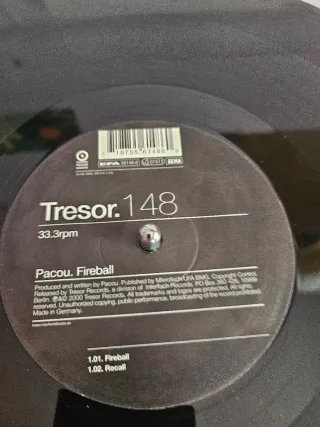 Tresor.148
33.3rpm
Pacou. Fireball
Produced and written by Pacou. Published by Mikrofisch/UFA BMG. Copyright Control.
Released by Tresor Records, a division of Interfisch Records, PO Box 360 428,
Berlin. ℗&© 2000 Tresor Records. All trademarks and logos are protected. All rights
reserved. Unauthorized copying, public performance, broadcasting of the record prohibited.
Made in Germany.
1.01. Fireball
1.02. Recall
GEMA